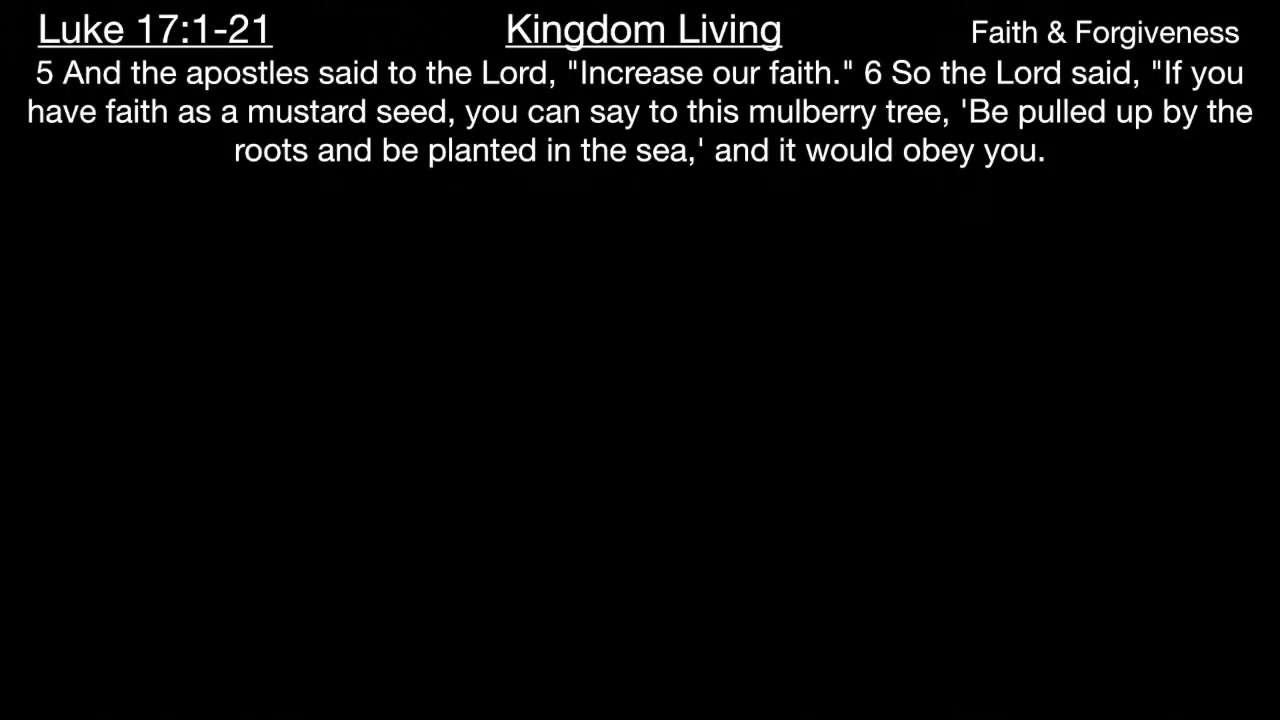 Luke 17:1-21 Kingdom Living Faith & Forgiveness
5 And the apostles said to the Lord, "Increase our faith." 6 So the Lord said, "If you
have faith as a mustard seed, you can say to this mulberry tree, 'Be pulled up by the
roots and be planted in the sea,' and it would obey you.